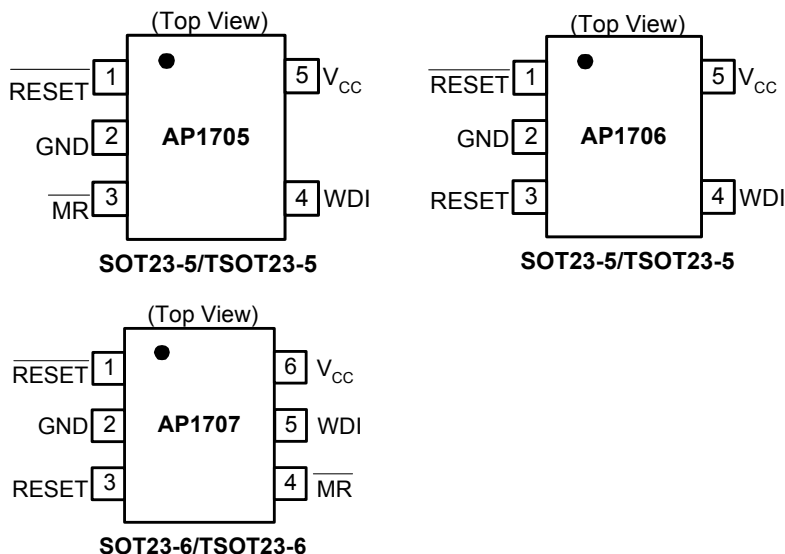 (Top View)
RESET 1
5 VCC
GND 2
AP1705
MR 3
4 WDI
SOT23-5/TSOT23-5
(Top View)
RESET 1
5 VCC
GND 2
AP1706
RESET 3
4 WDI
SOT23-5/TSOT23-5
(Top View)
RESET 1
6 VCC
GND 2
AP1707
5 WDI
RESET 3
4 MR
SOT23-6/TSOT23-6